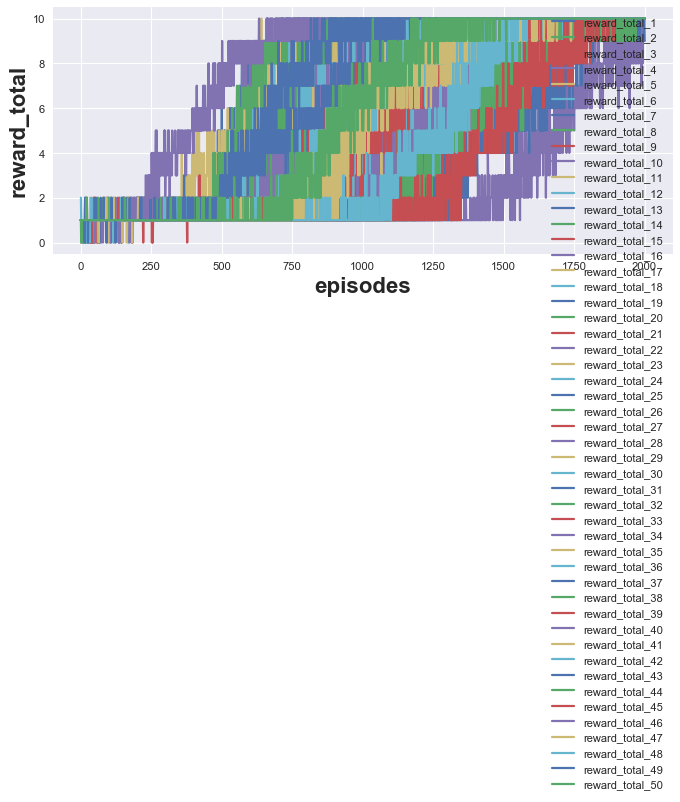 10
8
6
4
2
0
reward_total
0 250 500 750 1000 1250 1500 1750 2000
episodes
reward_total_1
reward_total_2
reward_total_3
reward_total_4
reward_total_5
reward_total_6
reward_total_7
reward_total_8
reward_total_9
reward_total_10
reward_total_11
reward_total_12
reward_total_13
reward_total_14
reward_total_15
reward_total_16
reward_total_17
reward_total_18
reward_total_19
reward_total_20
reward_total_21
reward_total_22
reward_total_23
reward_total_24
reward_total_25
reward_total_26
reward_total_27
reward_total_28
reward_total_29
reward_total_30
reward_total_31
reward_total_32
reward_total_33
reward_total_34
reward_total_35
reward_total_36
reward_total_37
reward_total_38
reward_total_39
reward_total_40
reward_total_41
reward_total_42
reward_total_43
reward_total_44
reward_total_45
reward_total_46
reward_total_47
reward_total_48
reward_total_49
reward_total_50